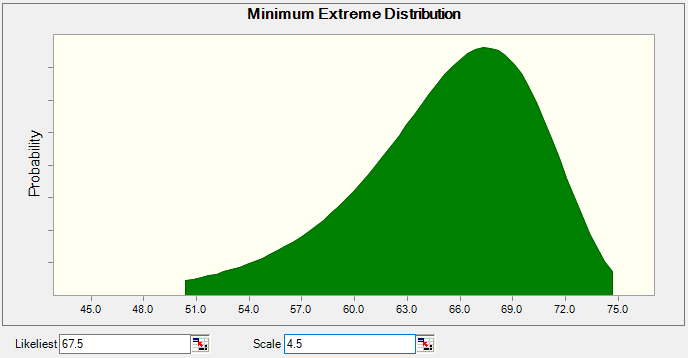 Minimum Extreme Distribution
Probability
45.0 48.0 51.0 54.0 57.0 60.0 63.0 66.0 69.0 72.0 75.0
Likeliest 67.5 Scale 4.5